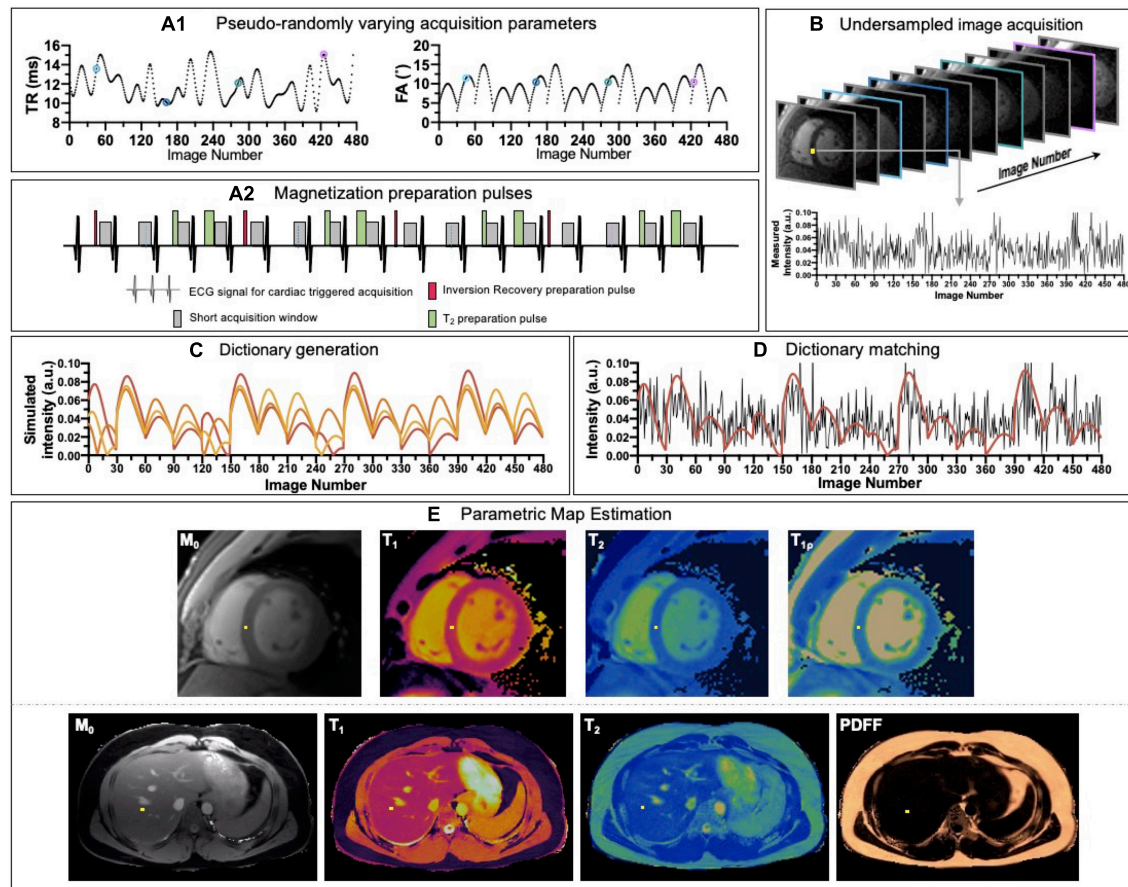 A1 Pseudo-randomly varying acquisition parameters
16
15
14
12
10
8
TR (ms)
0 60 120 180 240 300 360 420 480
Image Number
20
15
10
5
0
FA (°)
0 60 120 180 240 300 360 420 480
Image Number
A2 Magnetization preparation pulses
ECG signal for cardiac triggered acquisition
Inversion Recovery preparation pulse
Short acquisition window
T2 preparation pulse
B Undersampled image acquisition
Image Number
Measured
Intensity (a.u.)
0.10
0.08
0.06
0.04
0.02
0.00
0 30 60 90 120 150 180 210 240 270 300 330 360 390 420 450 480
Image Number
C Dictionary generation
Simulated
intensity (a.u.)
0.10
0.08
0.06
0.04
0.02
0.00
0 30 60 90 120 150 180 210 240 270 300 330 360 390 420 450 480
Image Number
D Dictionary matching
Intensity (a.u.)
0.10
0.08
0.06
0.04
0.02
0.00
0 30 60 90 120 150 180 210 240 270 300 330 360 390 420 450 480
Image Number
E Parametric Map Estimation
M0
T1
T2
T1ρ
M0
T1
T2
PDFF